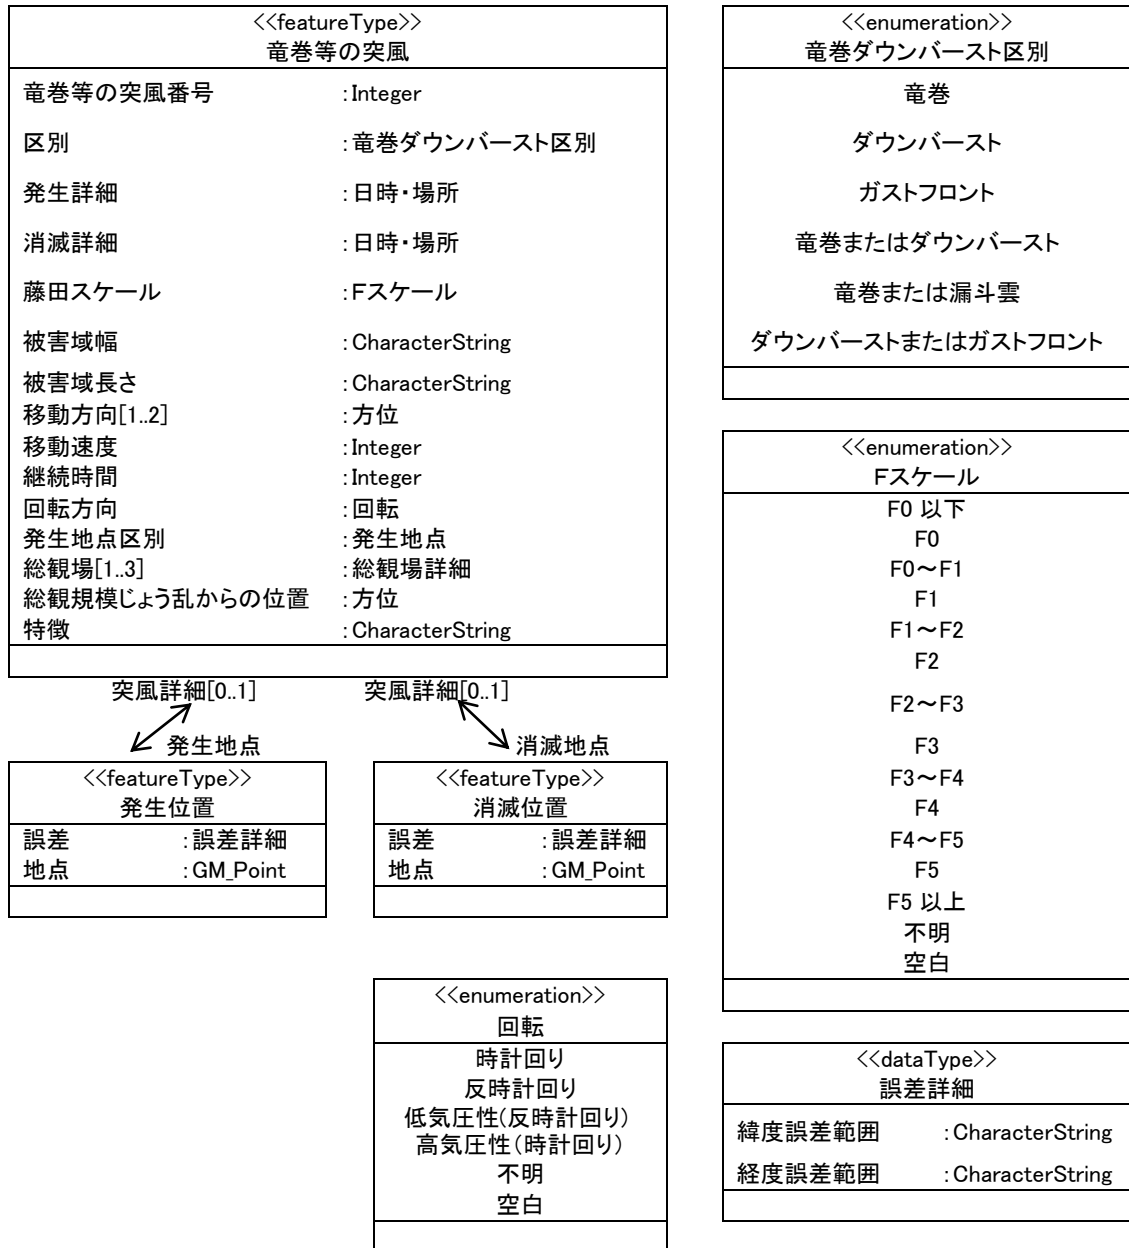 <<featureType>>
竜巻等の突風
竜巻等の突風番号 :Integer
区別 :竜巻ダウンバースト区別
発生詳細 :日時・場所
消滅詳細 :日時・場所
藤田スケール :Fスケール
被害域幅 :CharacterString
被害域長さ :CharacterString
移動方向[1..2] :方位
移動速度 :Integer
継続時間 :Integer
回転方向 :回転
発生地点区別 :発生地点
総観場[1..3] :総観場詳細
総観規模じょう乱からの位置 :方位
特徴 :CharacterString
突風詳細[0..1] 突風詳細[0..1]
発生地点 消滅地点
<<featureType>>
発生位置
誤差 :誤差詳細
地点 :GM_Point
<<featureType>>
消滅位置
誤差 :誤差詳細
地点 :GM_Point
<<enumeration>>
回転
時計回り
反時計回り
低気圧性(反時計回り)
高気圧性(時計回り)
不明
空白
<<enumeration>>
竜巻ダウンバースト区別
竜巻
ダウンバースト
ガストフロント
竜巻またはダウンバースト
竜巻または漏斗雲
ダウンバーストまたはガストフロント
<<enumeration>>
Fスケール
F0 以下
F0
F0～F1
F1
F1～F2
F2
F2～F3
F3
F3～F4
F4
F4～F5
F5
F5 以上
不明
空白
<<dataType>>
誤差詳細
緯度誤差範囲 :CharacterString
経度誤差範囲 :CharacterString